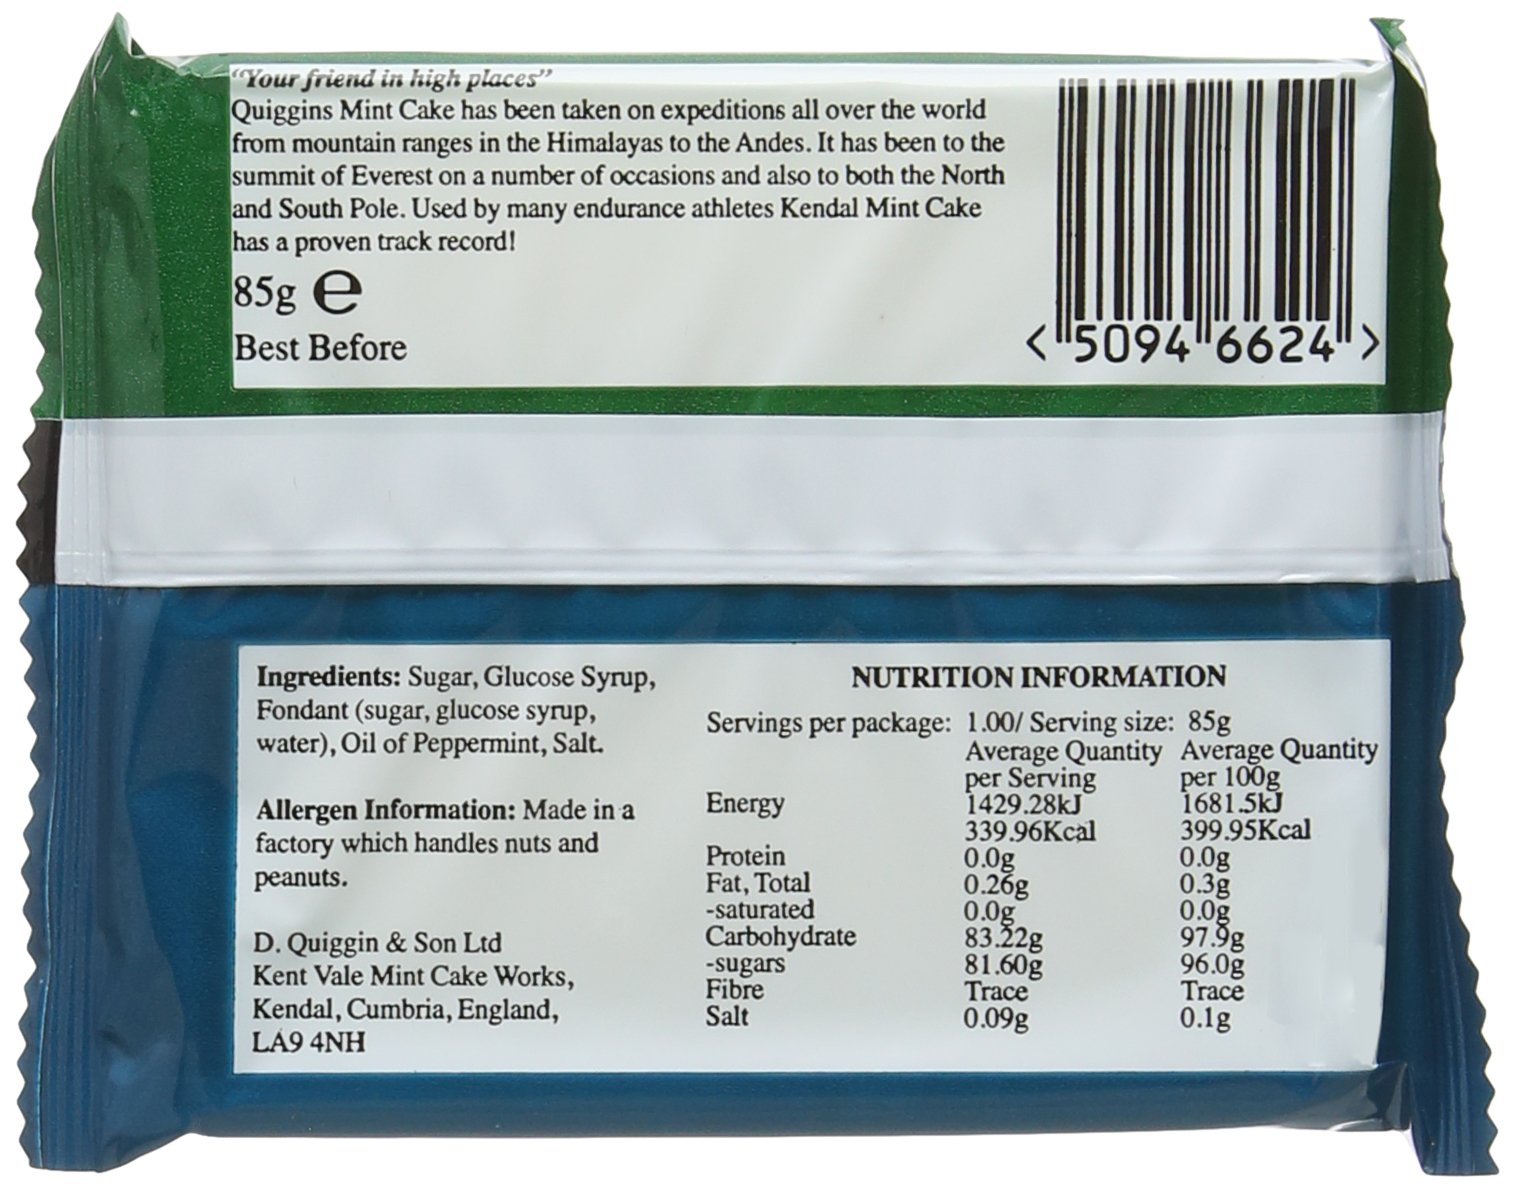 “Your friend in high places”
Quiggins Mint Cake has been taken on expeditions all over the world
from mountain ranges in the Himalayas to the Andes. It has been to the
summit of Everest on a number of occasions and also to both the North
and South Pole. Used by many endurance athletes Kendal Mint Cake
has a proven track record!
85g ℮
Best Before
< 5094 6624 >
Ingredients: Sugar, Glucose Syrup,
Fondant (sugar, glucose syrup,
water), Oil of Peppermint, Salt.
Allergen Information: Made in a
factory which handles nuts and
peanuts.
D. Quiggin & Son Ltd
Kent Vale Mint Cake Works,
Kendal, Cumbria, England,
LA9 4NH
NUTRITION INFORMATION
Servings per package: 1.00/ Serving size: 85g
Average Quantity Average Quantity
per Serving per 100g
Energy 1429.28kJ 1681.5kJ
339.96Kcal 399.95Kcal
Protein 0.0g 0.0g
Fat, Total 0.26g 0.3g
-saturated 0.0g 0.0g
Carbohydrate 83.22g 97.9g
-sugars 81.60g 96.0g
Fibre Trace Trace
Salt 0.09g 0.1g